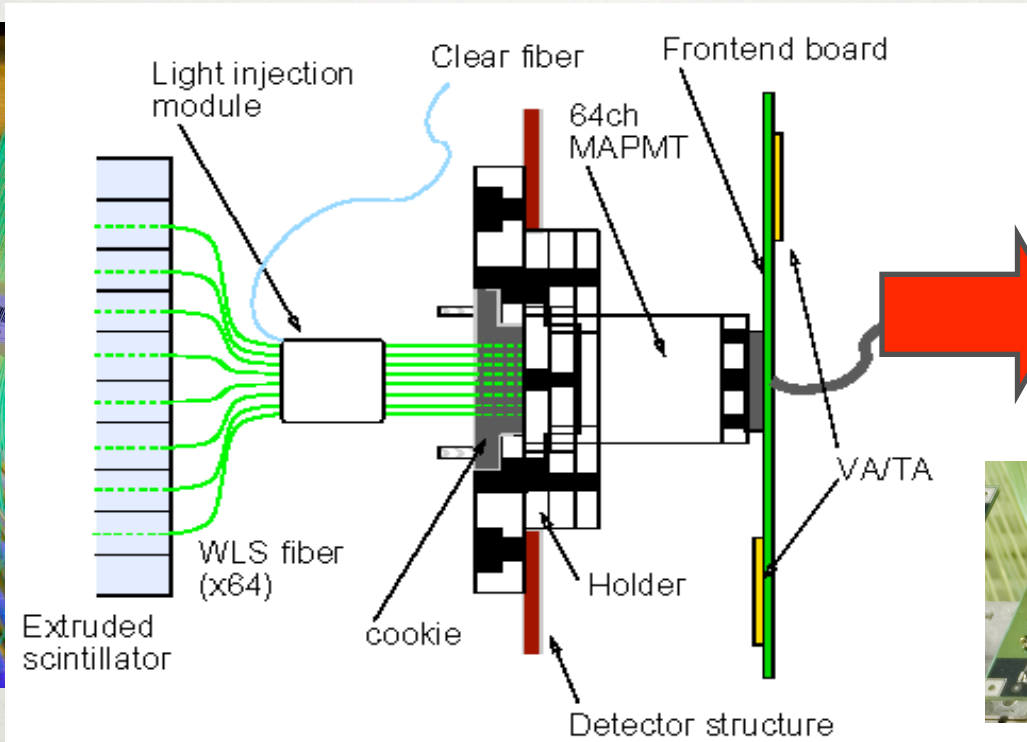 Clear fiber
Frontend board
Light injection
module
64ch
MAPMT
VA/TA
WLS fiber
(x64)
Holder
Extruded
scintillator
cookie
Detector structure